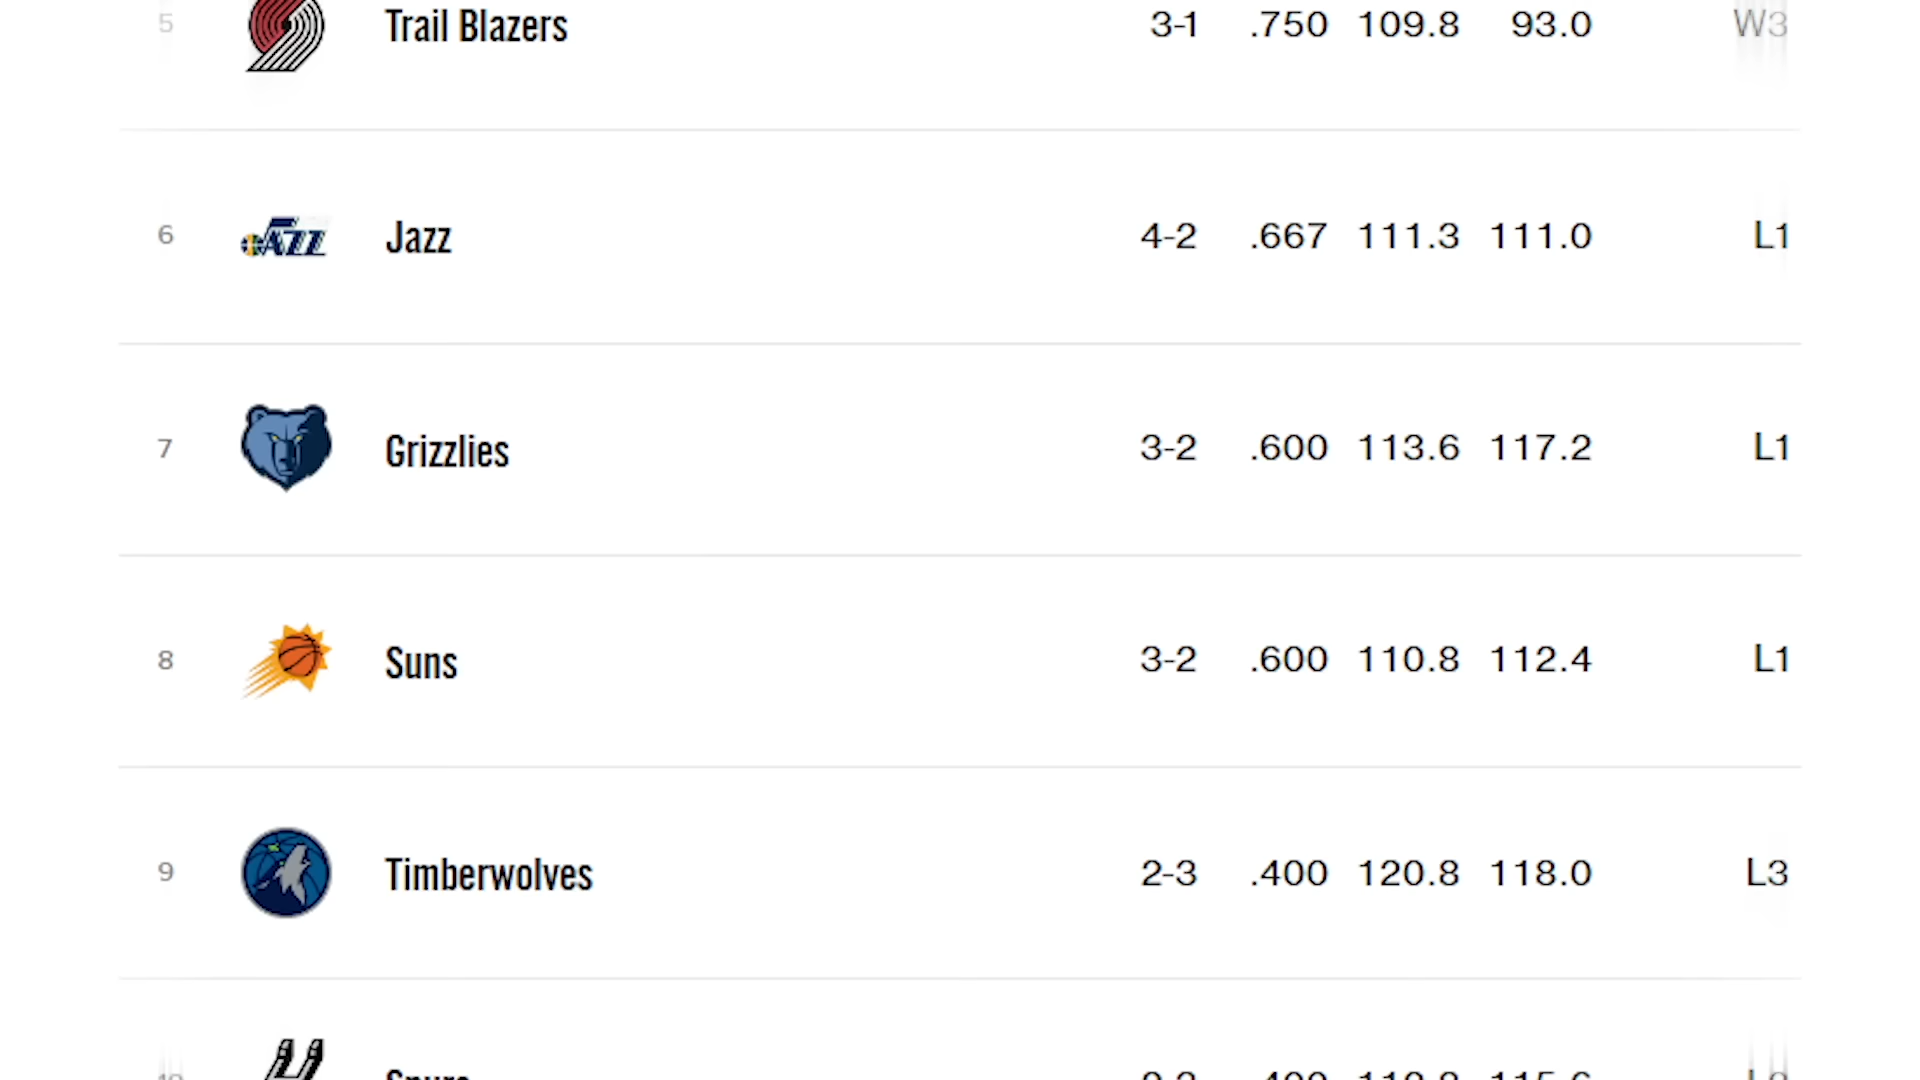 5 Trail Blazers 3-1 .750 109.8 93.0 W3
6 JAZZ Jazz 4-2 .667 111.3 111.0 L1
7 Grizzlies 3-2 .600 113.6 117.2 L1
8 Suns 3-2 .600 110.8 112.4 L1
9 Timberwolves 2-3 .400 120.8 118.0 L3